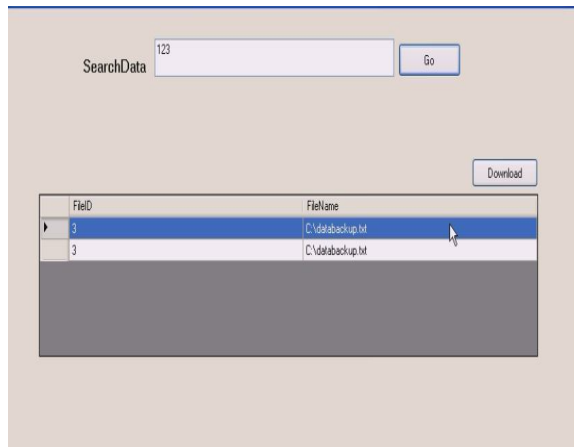 123
SearchData
Go
Download
FileID FileName
3 C:\databackup.txt
3 C:\databackup.txt